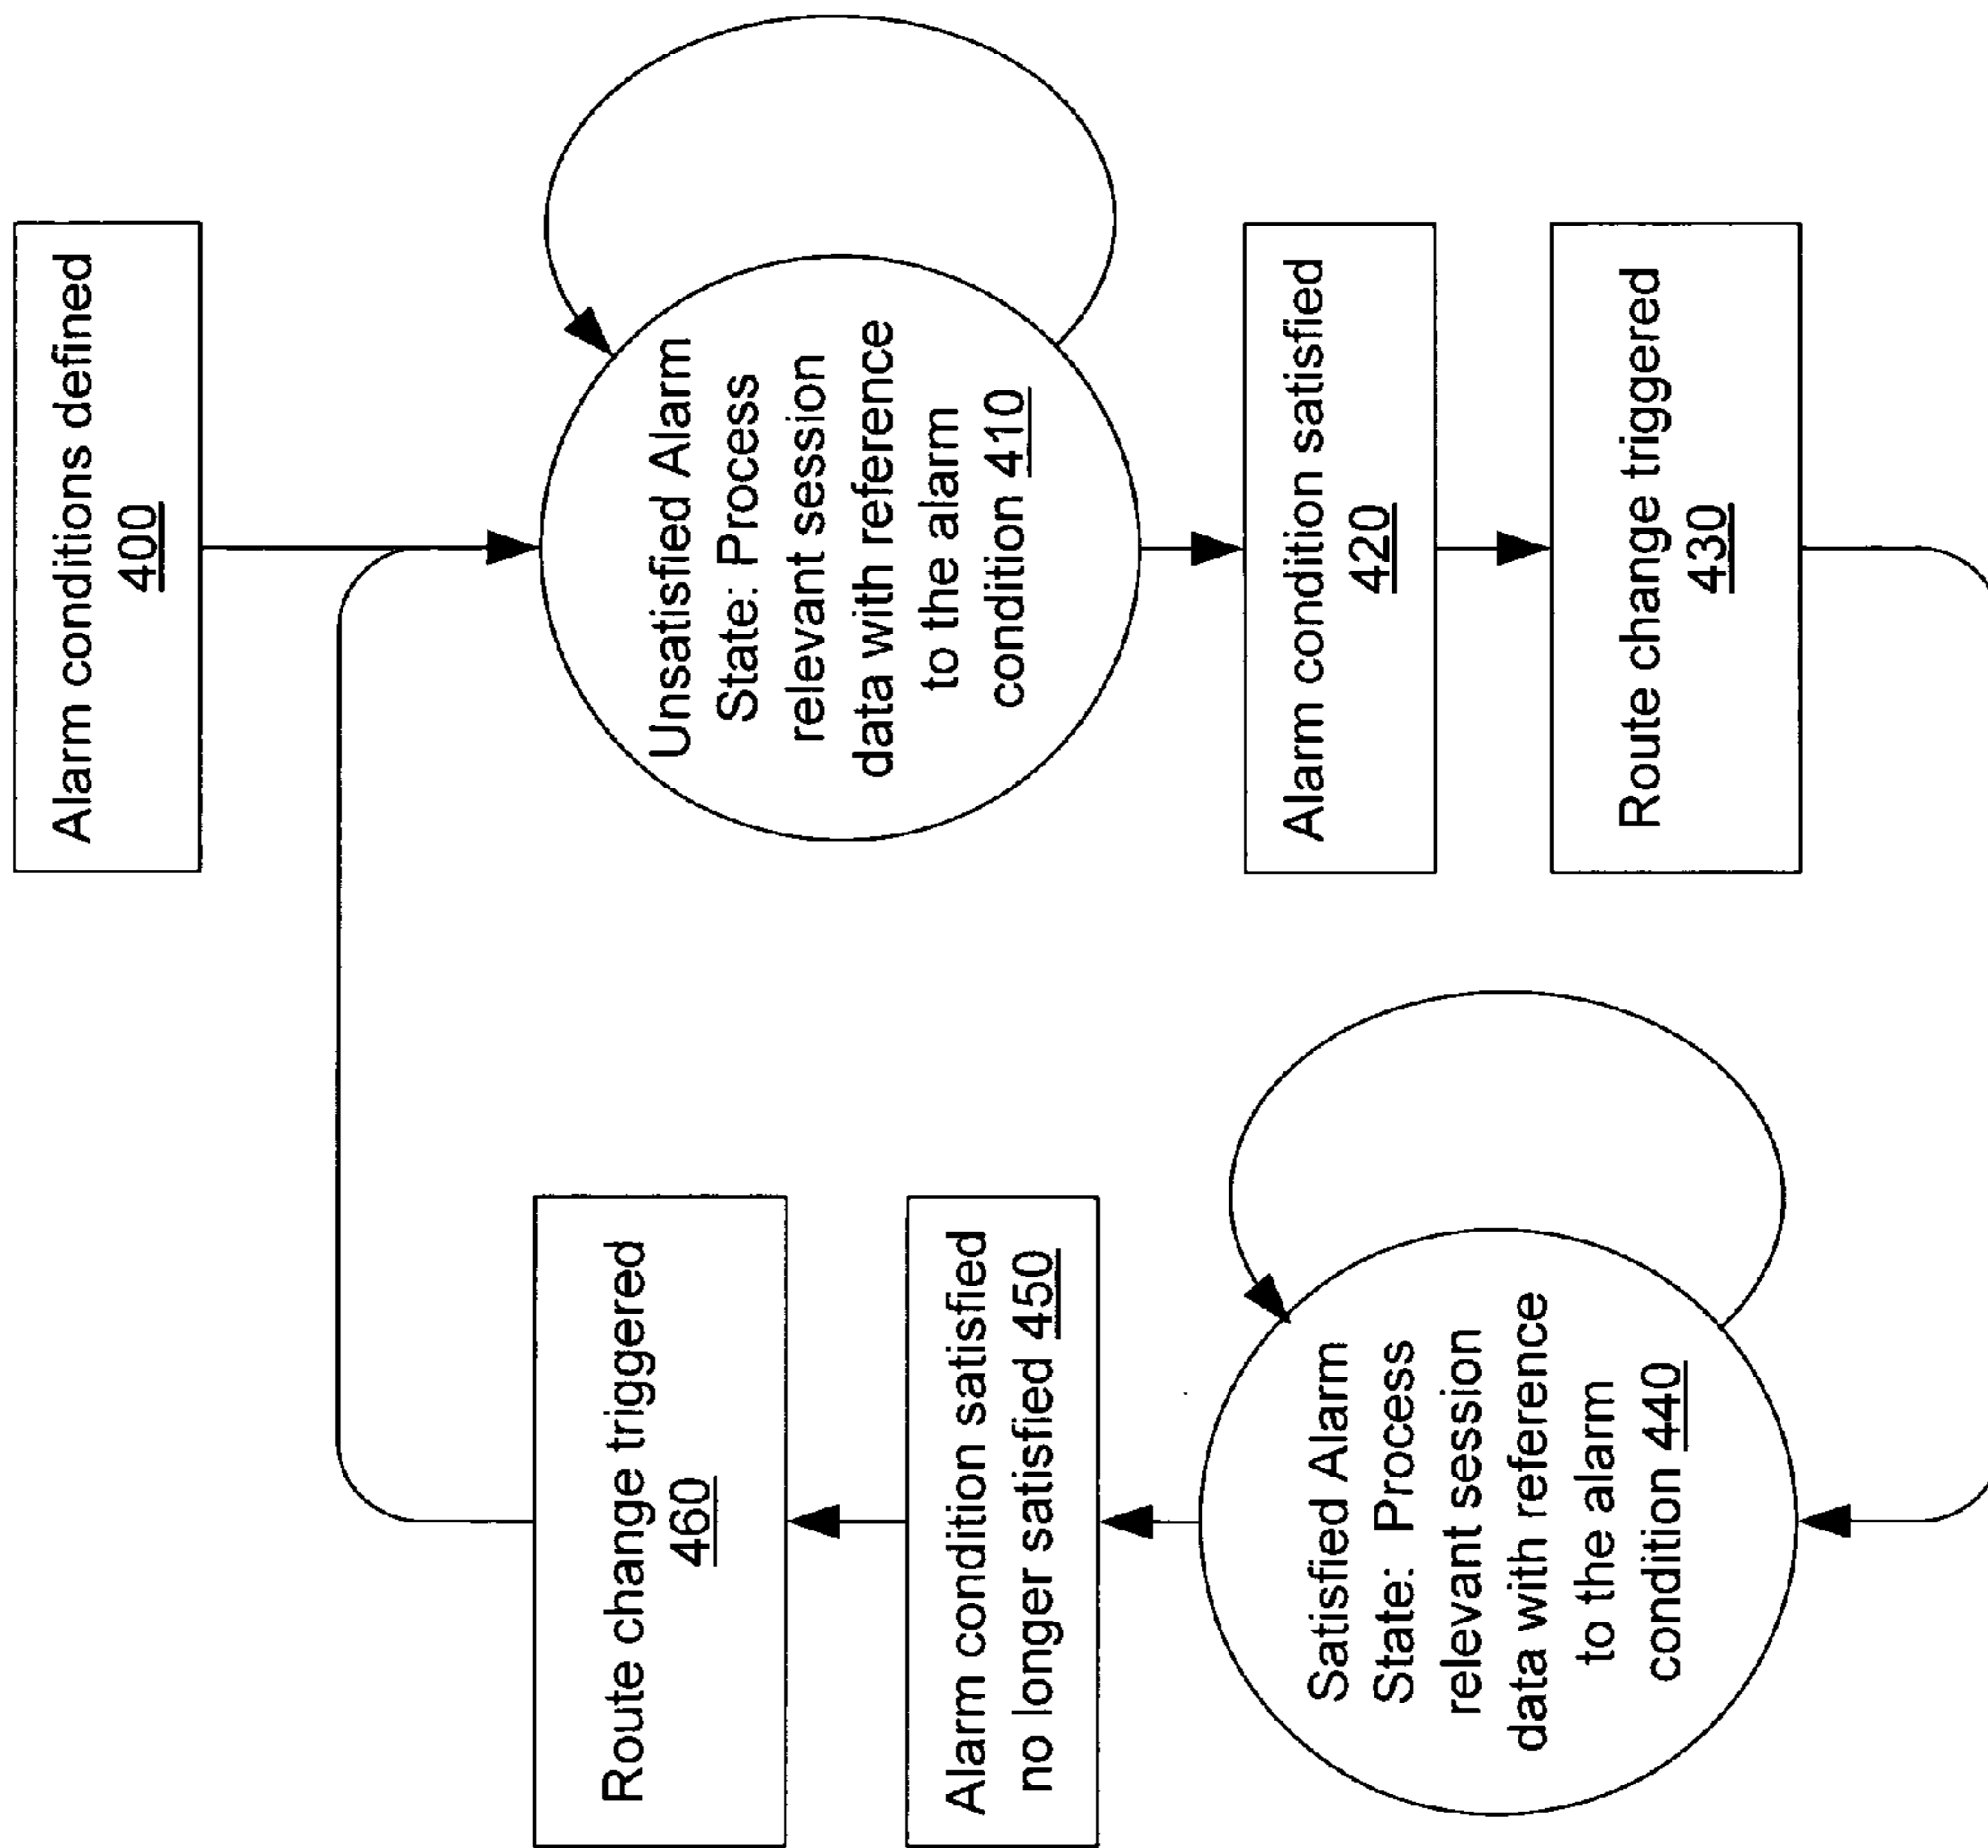 Alarm conditions defined
400
Unsatisfied Alarm
State: Process
relevant session
data with reference
to the alarm
condition 410
Alarm condition satisfied
420
Route change triggered
430
Satisfied Alarm
State: Process
relevant session
data with reference
to the alarm
condition 440
Alarm condition satisfied
no longer satisfied 450
Route change triggered
460